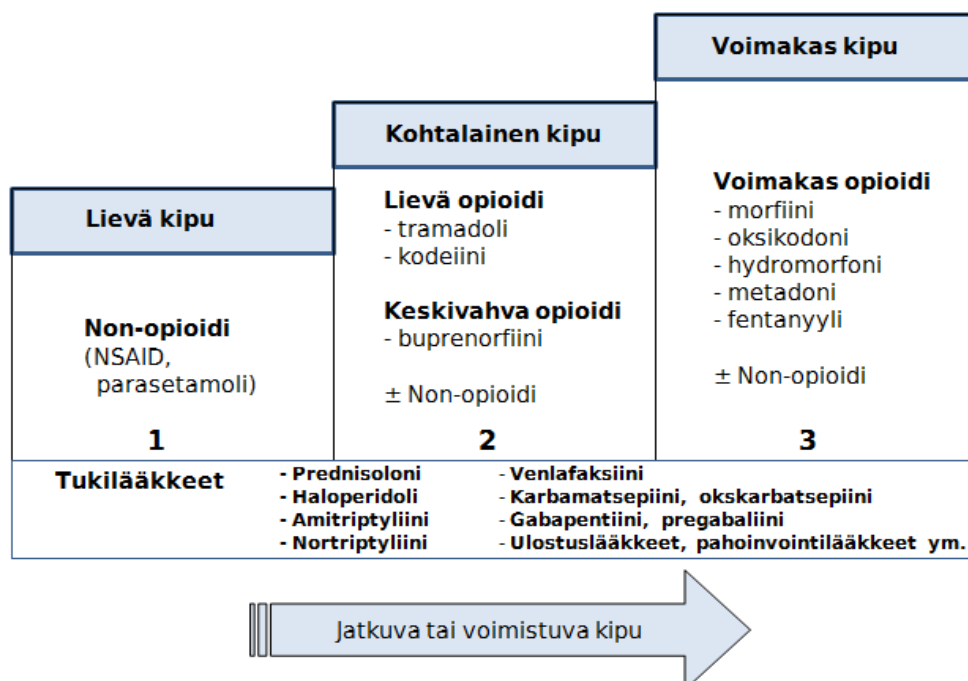 Lievä kipu
Non-opioidi
(NSAID,
parasetamoli)
1
Kohtalainen kipu
Lievä opioidi
- tramadoli
- kodeiini
Keskivahva opioidi
- buprenorfiini
± Non-opioidi
2
Voimakas kipu
Voimakas opioidi
- morfiini
- oksikodoni
- hydromorfoni
- metadoni
- fentanyyli
± Non-opioidi
3
Tukilääkkeet
- Prednisoloni
- Haloperidoli
- Amitriptyliini
- Nortriptyliini
- Venlafaksiini
- Karbamatsepiini, okskarbatsepiini
- Gabapentiini, pregabaliini
- Ulostuslääkkeet, pahoinvointilääkkeet ym.
Jatkuva tai voimistuva kipu